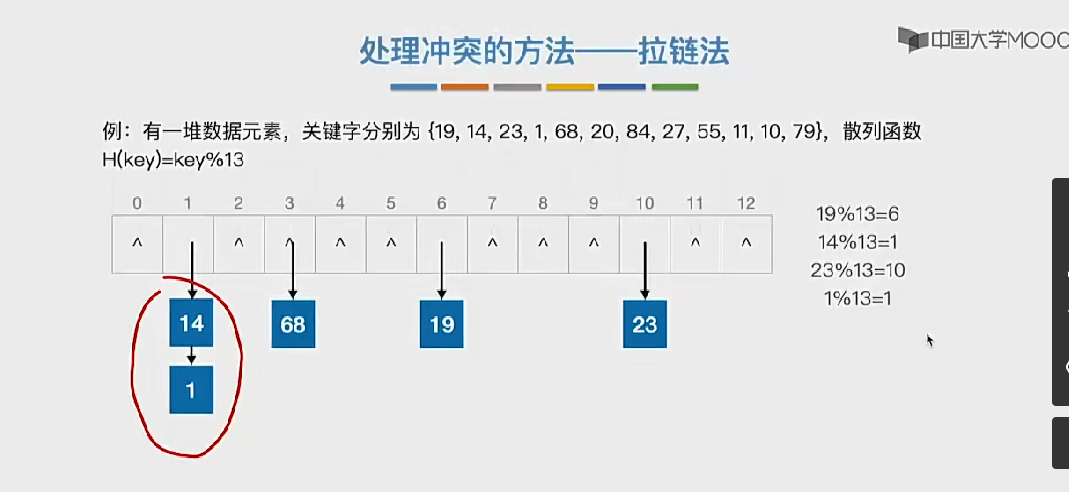 中国大学MOOC
处理冲突的方法——拉链法
例：有一堆数据元素，关键字分别为 {19, 14, 23, 1, 68, 20, 84, 27, 55, 11, 10, 79}，散列函数
H(key)=key%13
0 1 2 3 4 5 6 7 8 9 10 11 12
^ ^ ^ ^ ^ ^ ^ ^ ^ ^
19%13=6
14%13=1
23%13=10
1%13=1
14 68 19 23
1